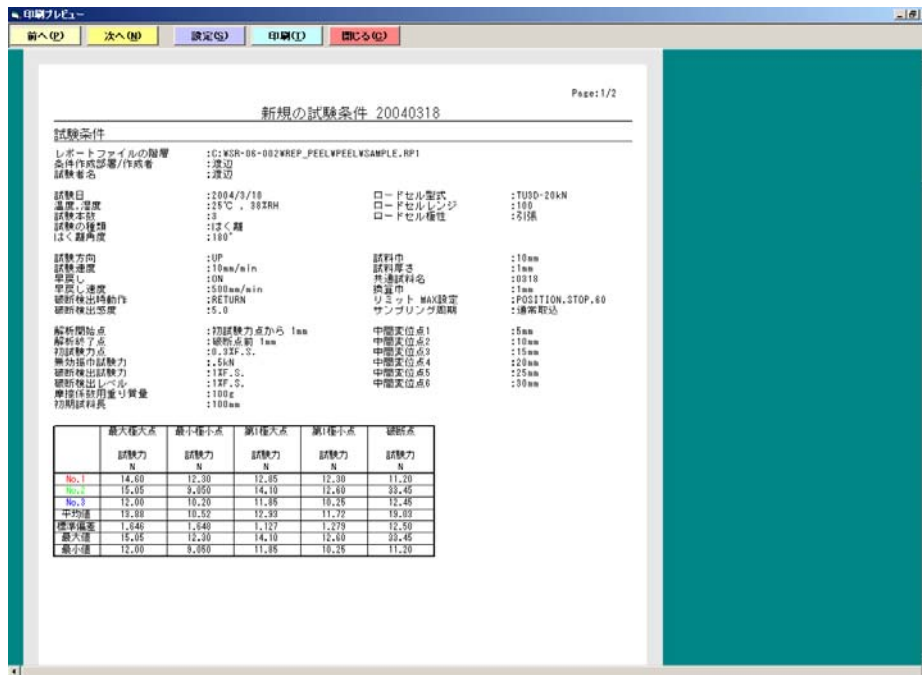 印刷プレビュー
前へ(P) 次へ(N) 設定(S) 印刷(I) 閉じる(C)
Page:1/2
新規の試験条件 20040318
試験条件
レポートファイルの階層 :C:¥SR-06-002¥REP_PEEL¥PEEL¥SAMPLE.RP1
条件作成部署/作成者 :渡辺
試験者名 :渡辺
試験日 :2004/3/18 ロードセル型式 :TU3D-20kN
温度.湿度 :25℃ , 38%RH ロードセルレンジ :100
試験本数 :3 ロードセル極性 :引張
試験の種類 :はく離
はく離角度 :180°
試験方向 :UP 試料巾 :10mm
試験速度 :10mm/min 試料厚さ :1mm
早戻し :ON 共通試料名 :0318
早戻し速度 :500mm/min 換算巾 :1mm
破断検出時動作 :RETURN リミット MAX設定 :POSITION.STOP.60
破断検出感度 :5.0 サンプリング周期 :通常取込
解析開始点 :初試験力点から 1mm 中間変位点1 :5mm
解析終了点 :破断点前 1mm 中間変位点2 :10mm
初試験力点 :0.3%F.S. 中間変位点3 :15mm
無効振巾試験力 :.5kN 中間変位点4 :20mm
破断検出試験力 :1%F.S. 中間変位点5 :25mm
破断検出レベル :1%F.S. 中間変位点6 :30mm
摩擦係数用重り質量 :100g
初期試料長 :100mm
最大極大点 最小極小点 第1極大点 第1極小点 破断点
試験力 試験力 試験力 試験力 試験力
N N N N N
No.1 14.60 12.30 12.85 12.30 11.20
No.2 15.05 9.050 14.10 12.60 33.45
No.3 12.00 10.20 11.85 10.25 12.45
平均値 13.88 10.52 12.93 11.72 19.03
標準偏差 1.646 1.648 1.127 1.279 12.50
最大値 15.05 12.30 14.10 12.60 33.45
最小値 12.00 9.050 11.85 10.25 11.20